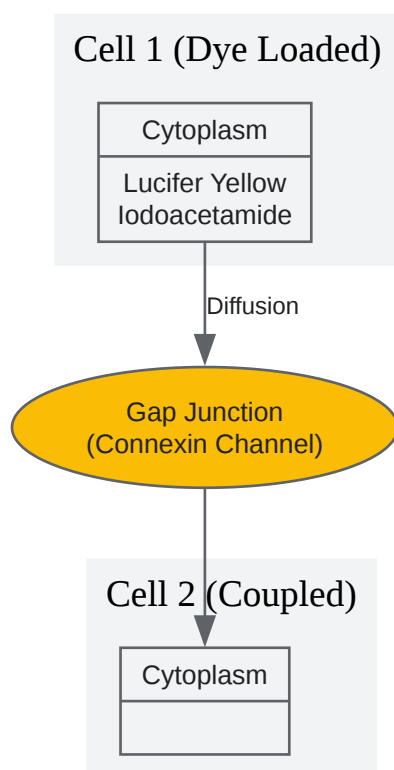 Cell 1 (Dye Loaded)
Cytoplasm
Lucifer Yellow
Iodoacetamide
Diffusion
Gap Junction
(Connexin Channel)
Cell 2 (Coupled)
Cytoplasm